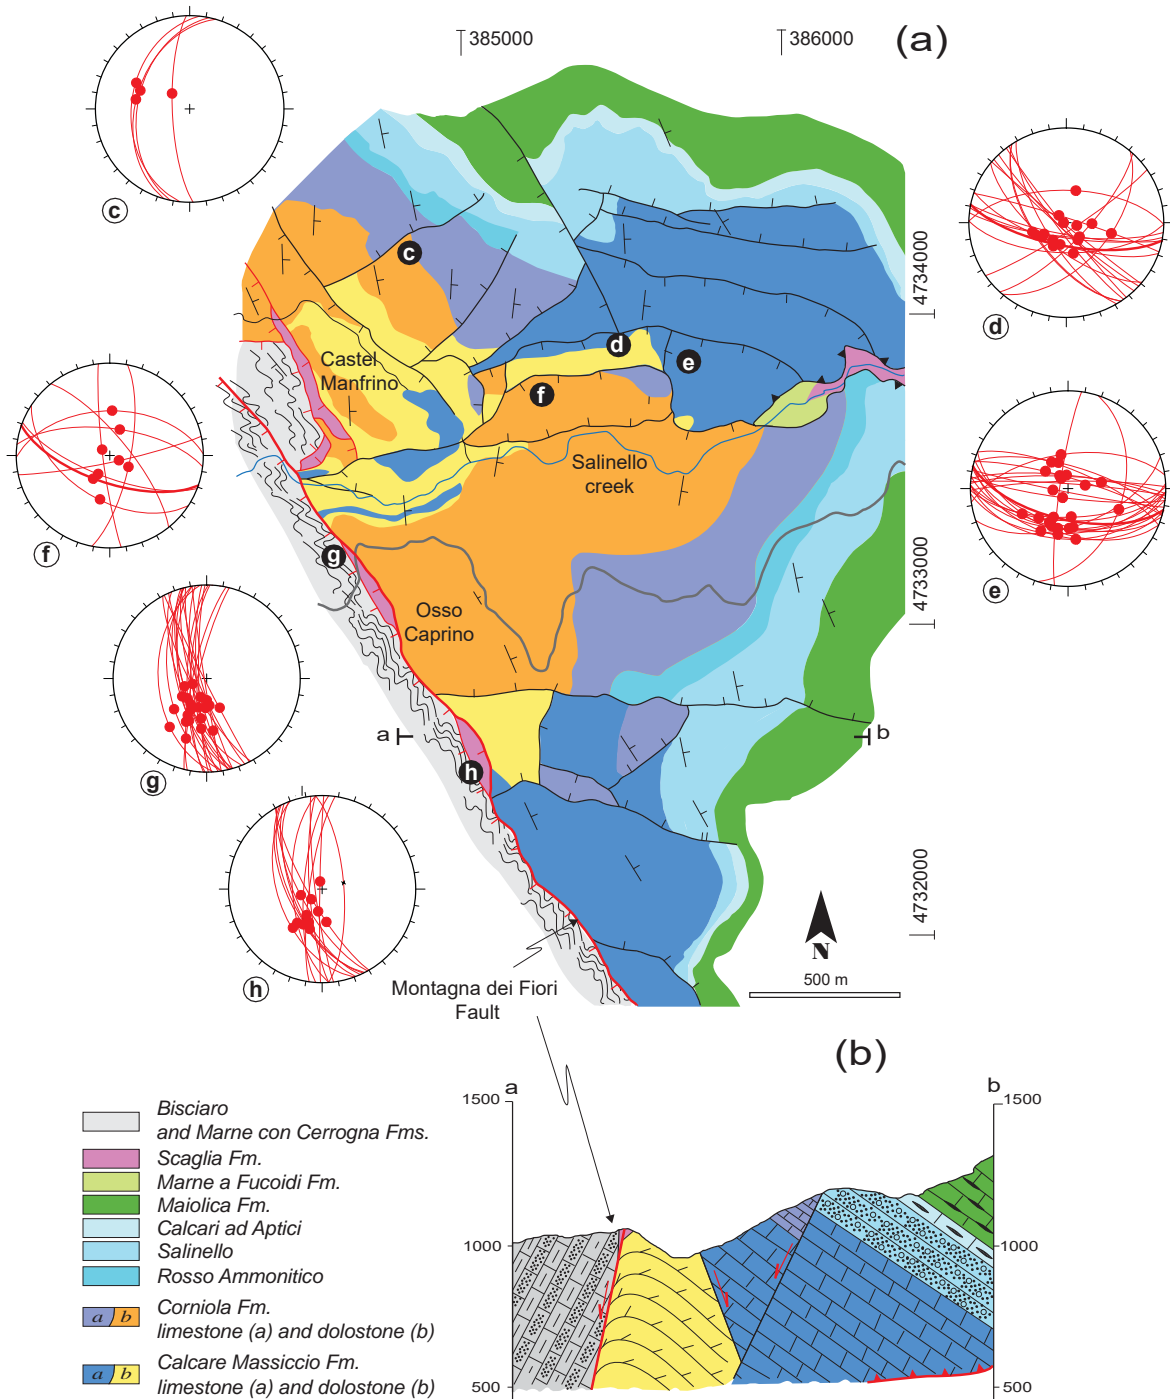 385000
386000
(a)
c
d
4734000
c
Castel
Manfrino
d
e
f
f
Salinello
creek
e
g
4733000
Osso
Caprino
g
a
b
h
h
4732000
N
500 m
Montagna dei Fiori
Fault
(b)
a
b
1500
1500
1000
1000
500
500
Bisciaro
and Marne con Cerrogna Fms.
Scaglia Fm.
Marne a Fucoidi Fm.
Maiolica Fm.
Calcari ad Aptici
Salinello
Rosso Ammonitico
a b
Corniola Fm.
limestone (a) and dolostone (b)
a b
Calcare Massiccio Fm.
limestone (a) and dolostone (b)